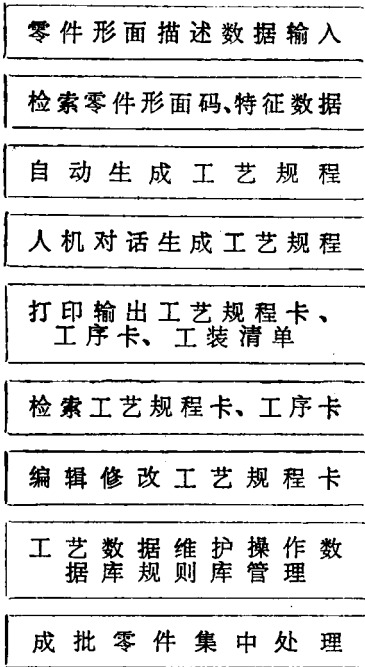 零件形面描述数据输入
检索零件形面码、特征数据
自动生成工艺规程
人机对话生成工艺规程
打印输出工艺规程卡、
工序卡、工装清单
检索工艺规程卡、工序卡
编辑修改工艺规程卡
工艺数据维护操作数
据库规则库管理
成批零件集中处理